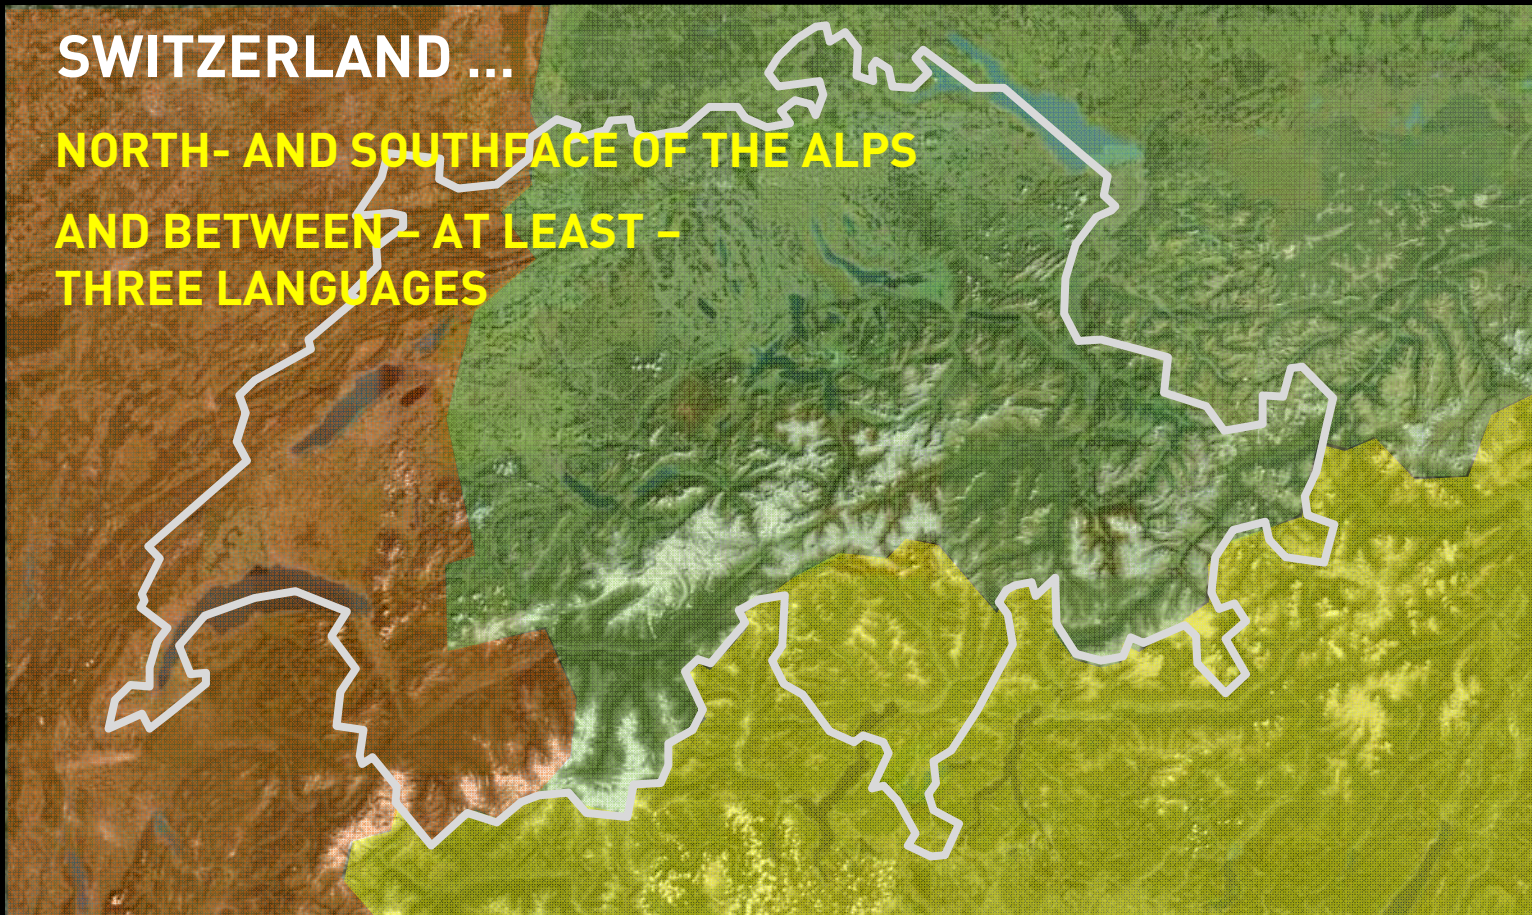 SWITZERLAND ...
NORTH- AND SOUTHFACE OF THE ALPS
AND BETWEEN – AT LEAST –
THREE LANGUAGES